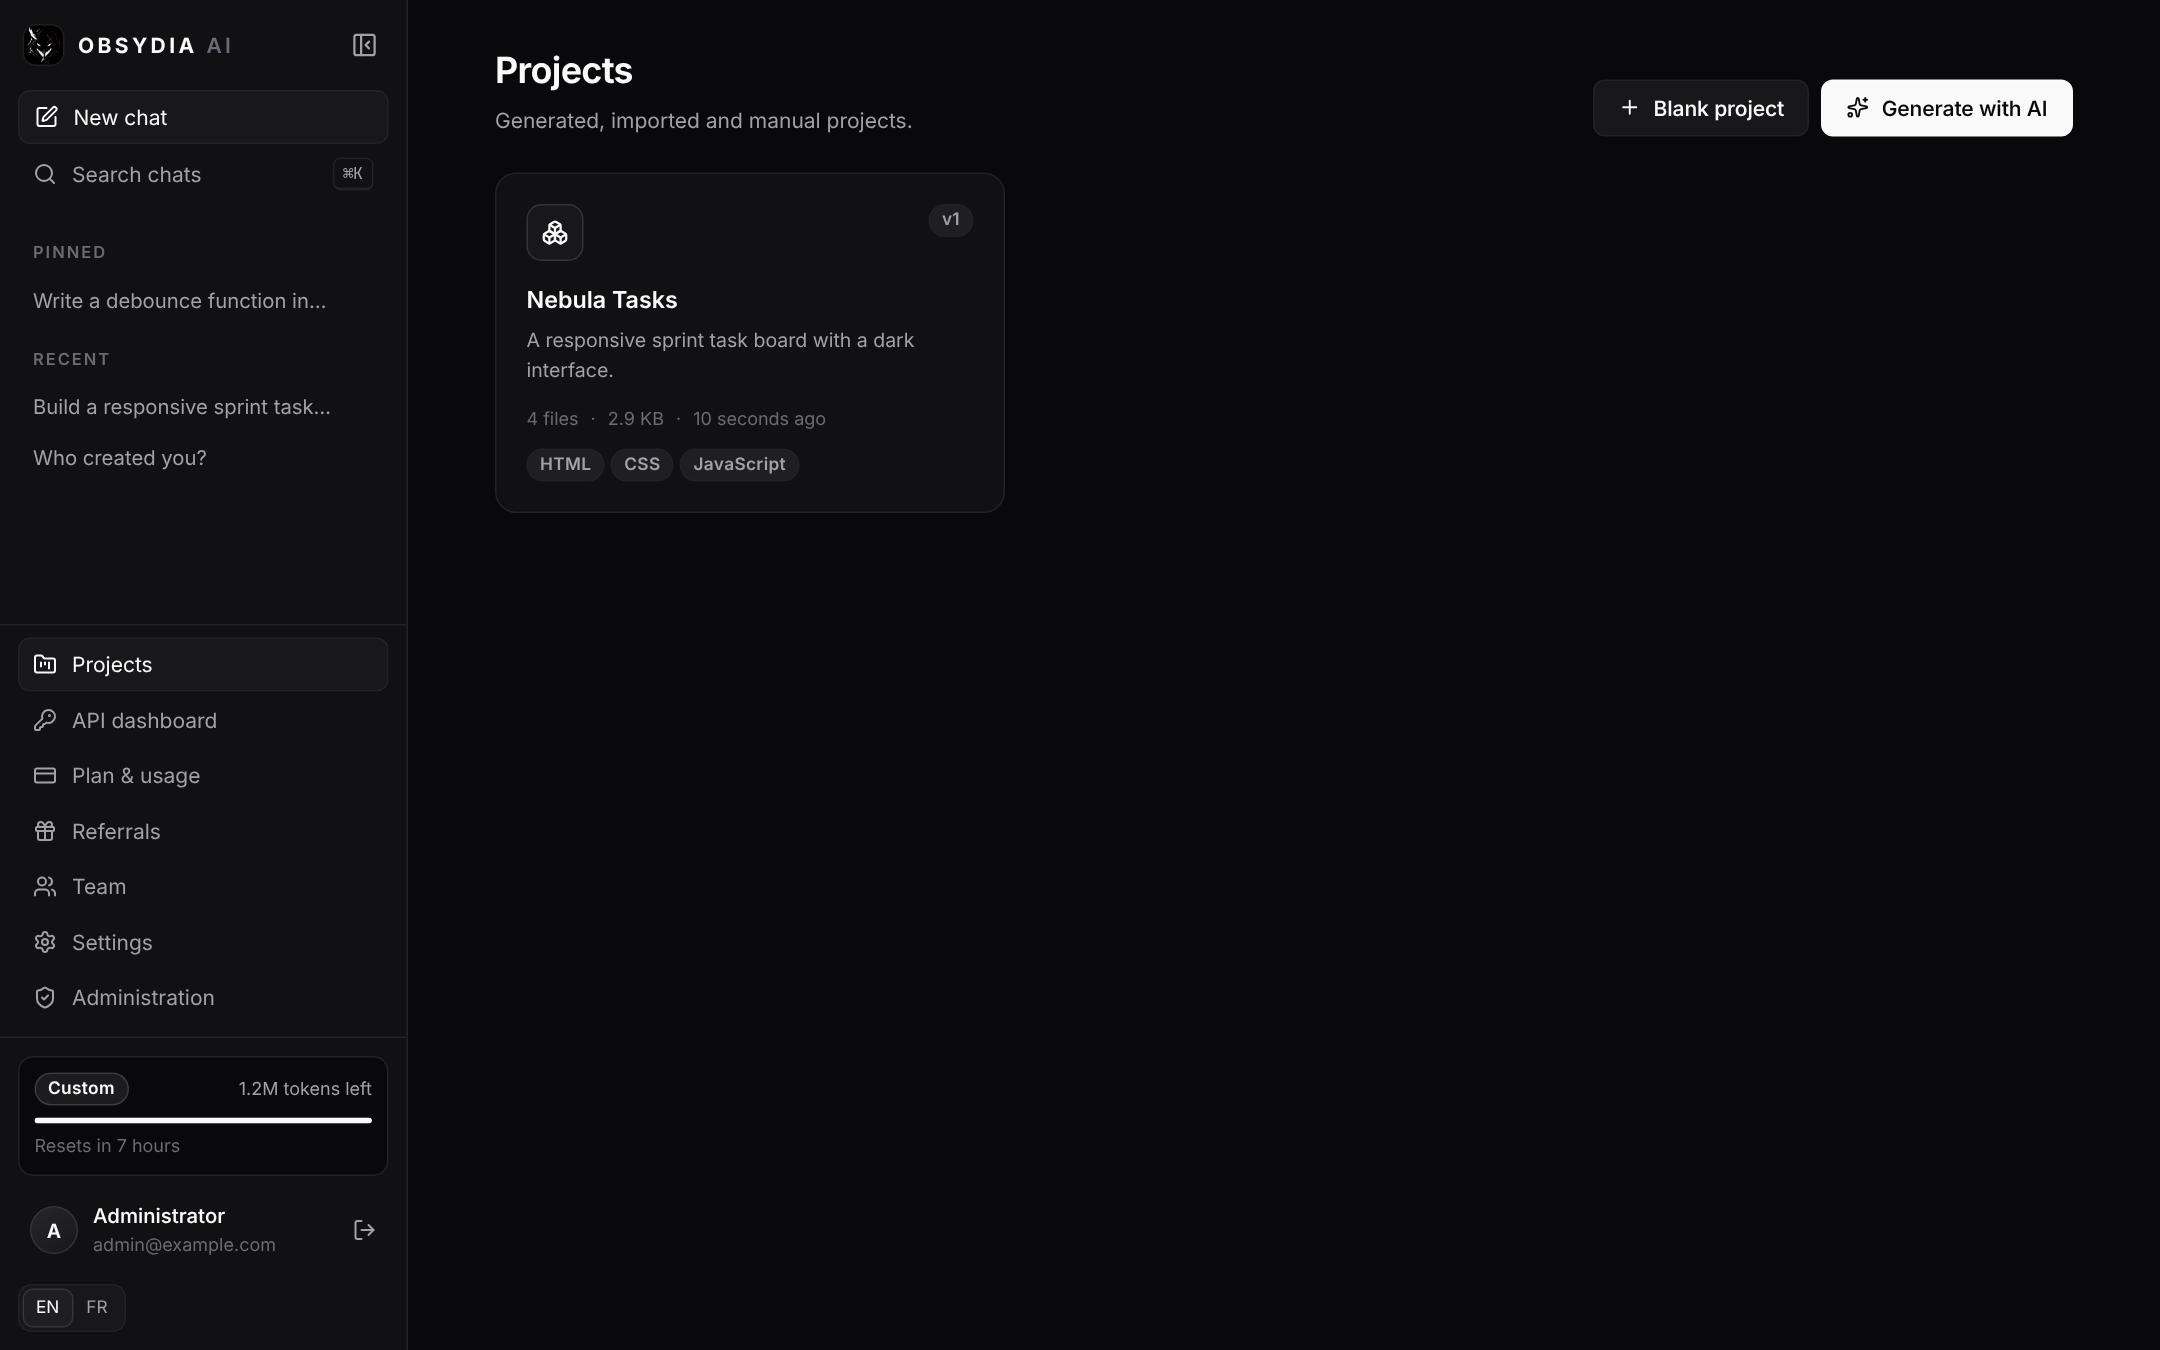 OBSYDIA AI
New chat
Search chats
⌘K
PINNED
Write a debounce function in...
RECENT
Build a responsive sprint task...
Who created you?
Projects
API dashboard
Plan & usage
Referrals
Team
Settings
Administration
Custom
1.2M tokens left
Resets in 7 hours
A
Administrator
admin@example.com
EN
FR
Projects
Generated, imported and manual projects.
Blank project
Generate with AI
v1
Nebula Tasks
A responsive sprint task board with a dark
interface.
4 files · 2.9 KB · 10 seconds ago
HTML
CSS
JavaScript